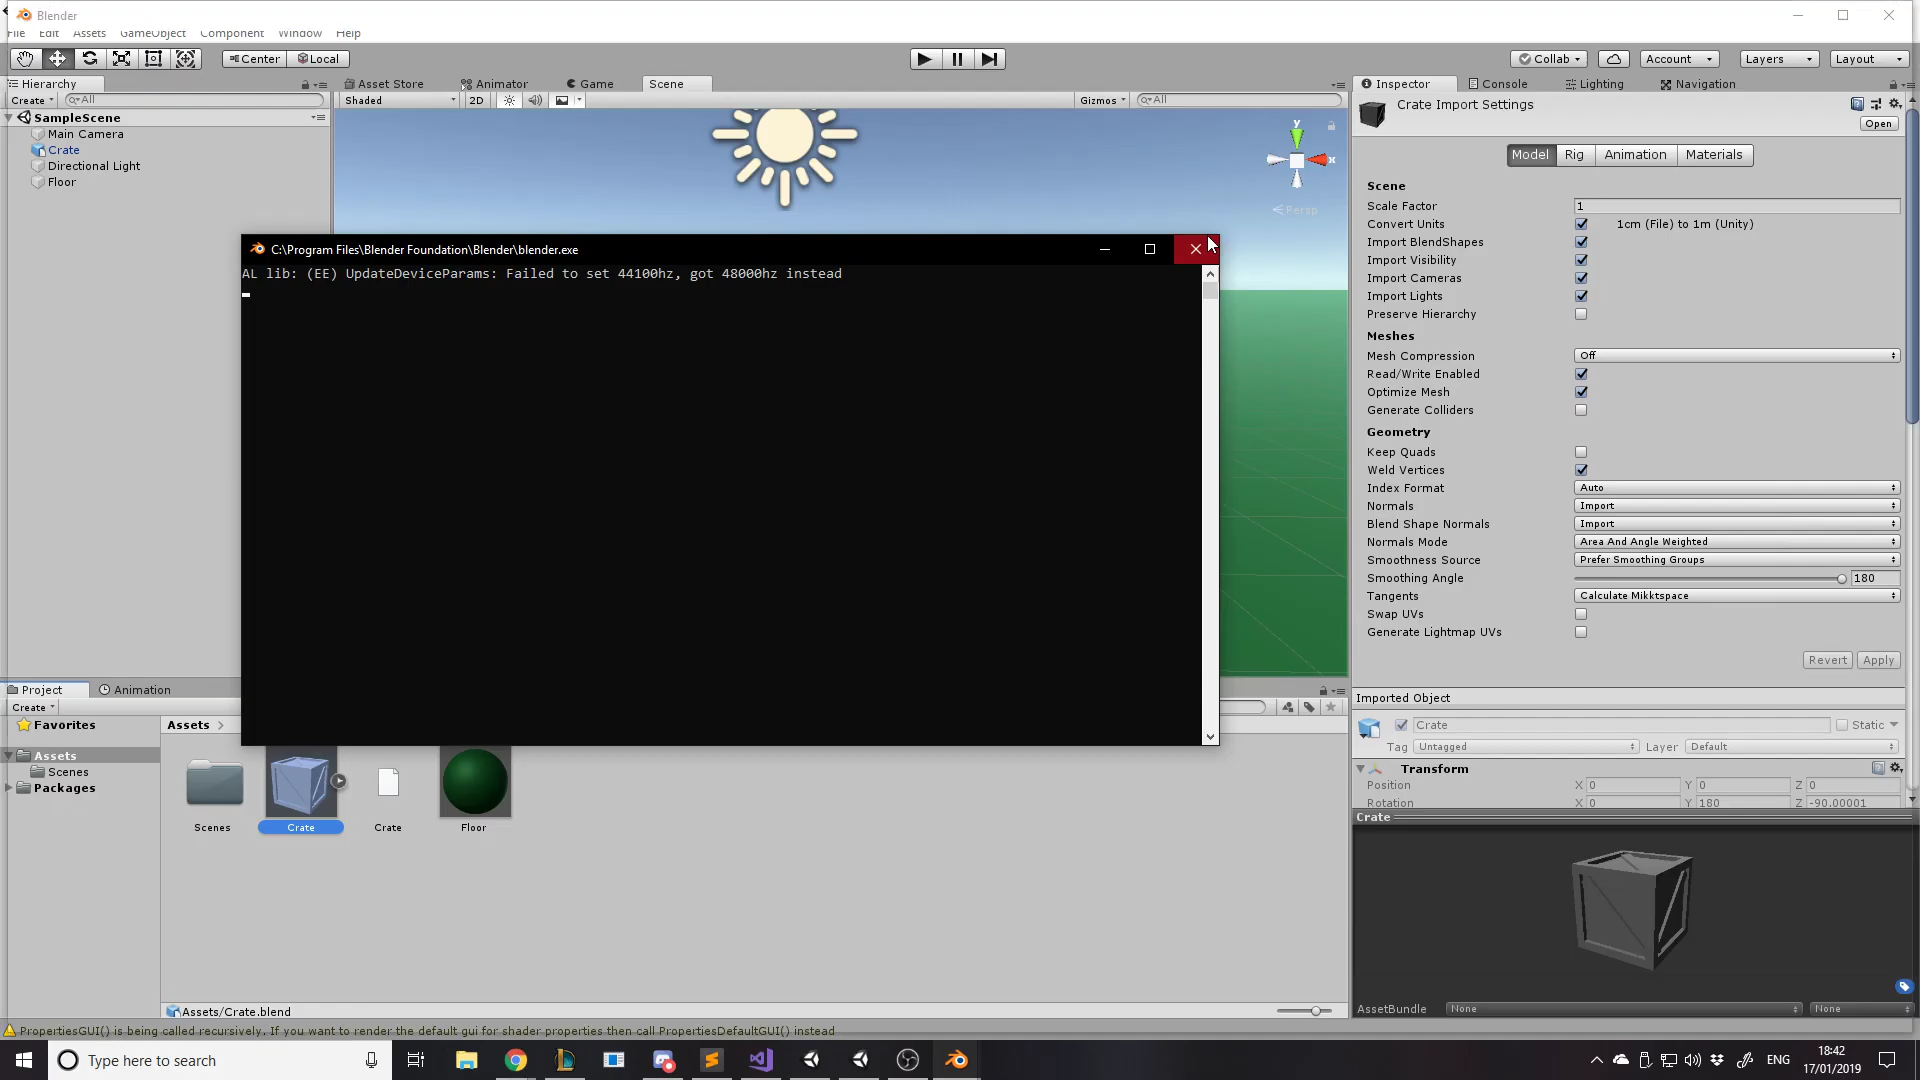 Blender
File Edit Assets GameObject Component Window Help
Center Local Collab Account Layers Layout
Hierarchy
Create All
SampleScene
Main Camera
Crate
Directional Light
Floor
Asset Store Animator Game Scene
Shaded 2D Gizmos All
y
x
Persp
C:\Program Files\Blender Foundation\Blender\blender.exe
AL lib: (EE) UpdateDeviceParams: Failed to set 44100hz, got 48000hz instead
Inspector Console Lighting Navigation
Crate Import Settings
Open
Model Rig Animation Materials
Scene
Scale Factor 1
Convert Units 1cm (File) to 1m (Unity)
Import BlendShapes
Import Visibility
Import Cameras
Import Lights
Preserve Hierarchy
Meshes
Mesh Compression Off
Read/Write Enabled
Optimize Mesh
Generate Colliders
Geometry
Keep Quads
Weld Vertices
Index Format Auto
Normals Import
Blend Shape Normals Import
Normals Mode Area And Angle Weighted
Smoothness Source Prefer Smoothing Groups
Smoothing Angle 180
Tangents Calculate Mikktspace
Swap UVs
Generate Lightmap UVs
Revert Apply
Imported Object
Crate Static
Tag Untagged Layer Default
Transform
Position X 0 Y 0 Z 0
Rotation X 0 Y 180 Z -90.00001
Crate
AssetBundle None None
Project Animation
Create
Favorites
Assets
Scenes
Packages
Assets
Scenes Crate Crate Floor
Assets/Crate.blend
PropertiesGUI() is being called recursively. If you want to render the default gui for shader properties then call PropertiesDefaultGUI() instead
Type here to search
ENG
18:42
17/01/2019